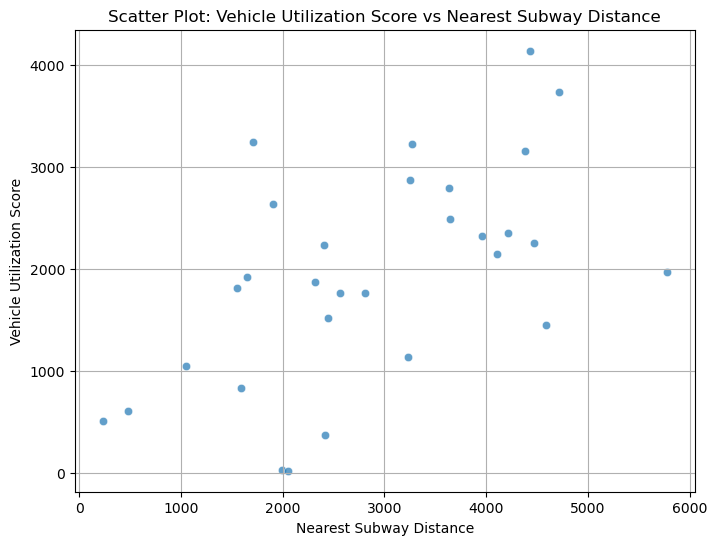 Scatter Plot: Vehicle Utilization Score vs Nearest Subway Distance
Vehicle Utilization Score
4000
3000
2000
1000
0
0 1000 2000 3000 4000 5000 6000
Nearest Subway Distance